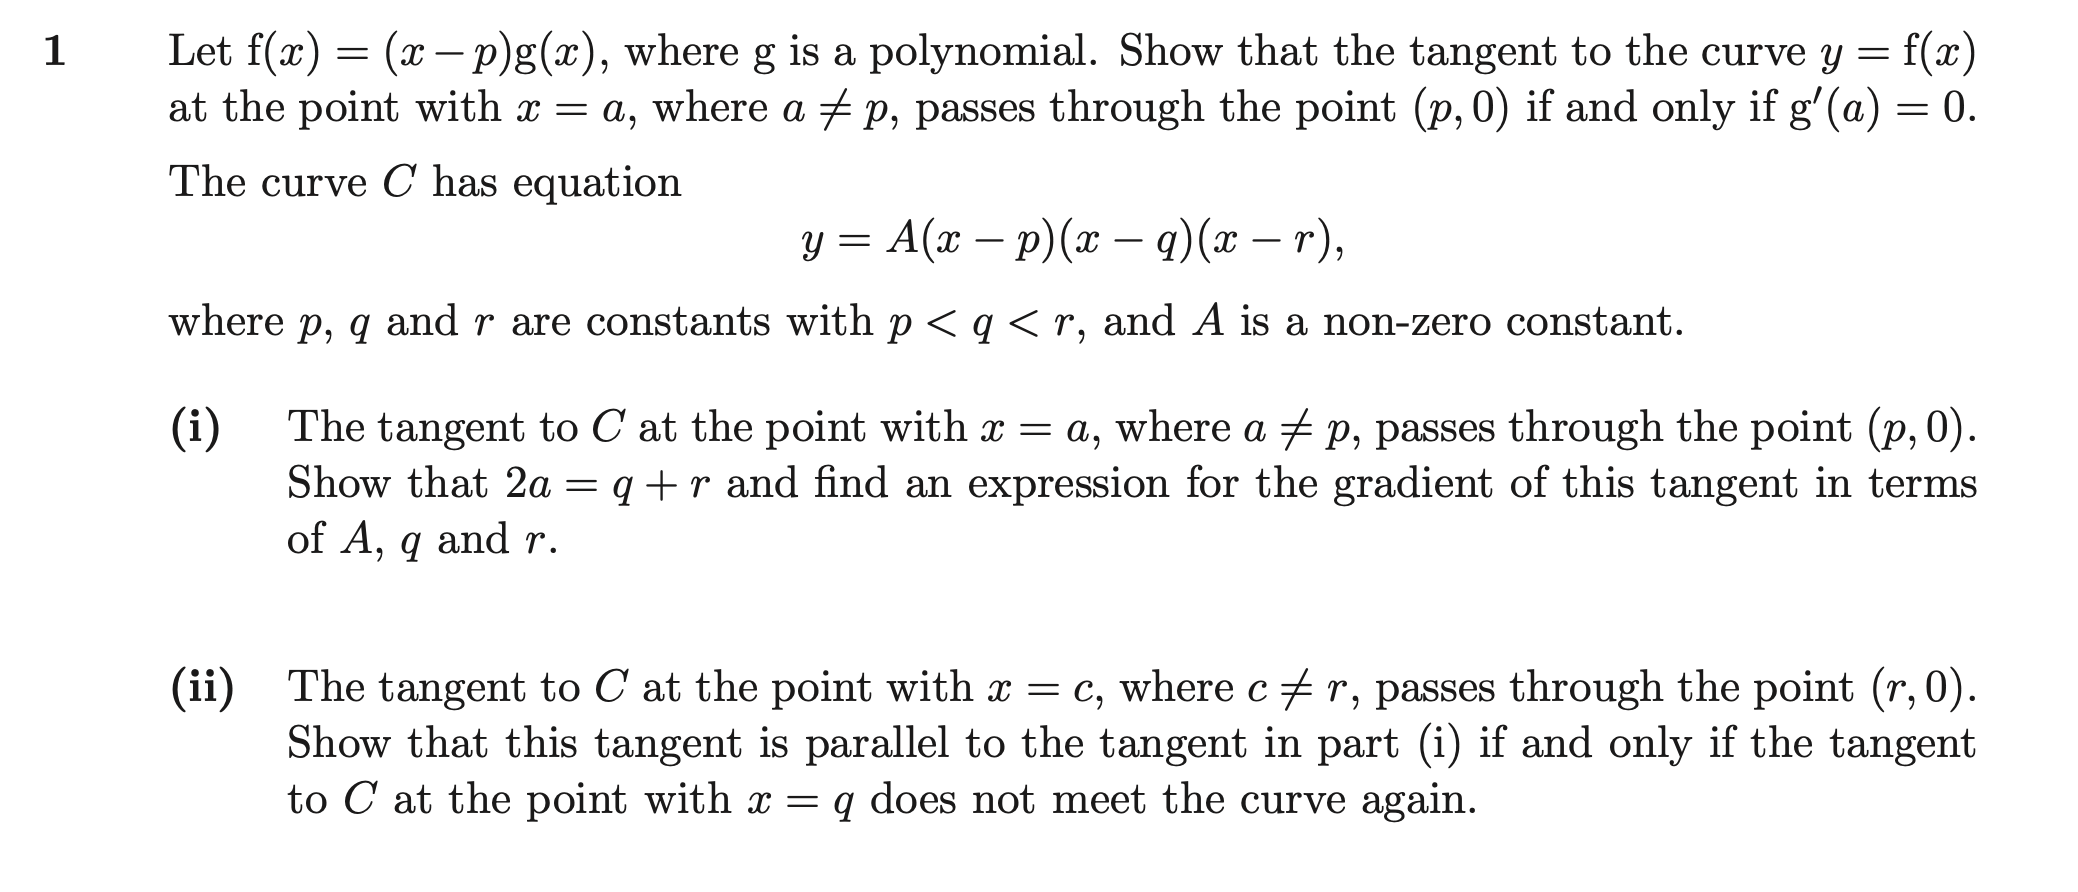 1 Let f(x) = (x − p)g(x), where g is a polynomial. Show that the tangent to the curve y = f(x)
at the point with x = a, where a ≠ p, passes through the point (p, 0) if and only if g′(a) = 0.
The curve C has equation
y = A(x − p)(x − q)(x − r),
where p, q and r are constants with p < q < r, and A is a non-zero constant.
(i) The tangent to C at the point with x = a, where a ≠ p, passes through the point (p, 0).
Show that 2a = q + r and find an expression for the gradient of this tangent in terms
of A, q and r.
(ii) The tangent to C at the point with x = c, where c ≠ r, passes through the point (r, 0).
Show that this tangent is parallel to the tangent in part (i) if and only if the tangent
to C at the point with x = q does not meet the curve again.